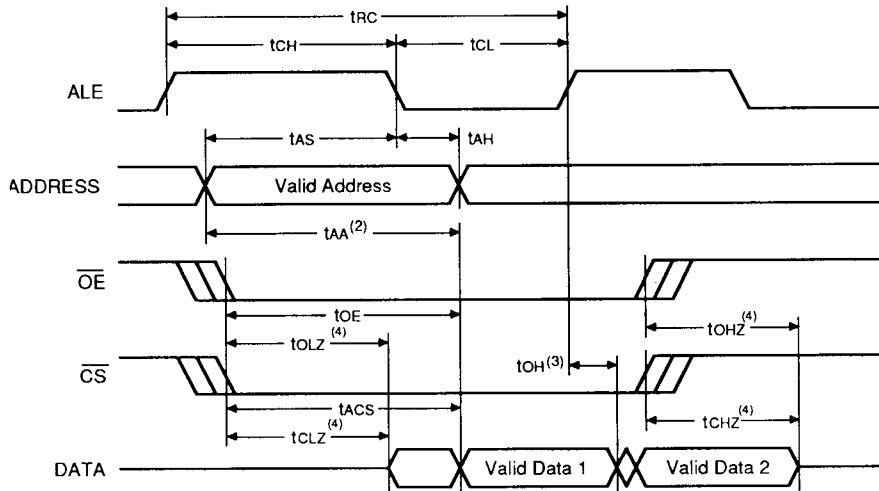 tRC
tCH
tCL
ALE
tAS
tAH
ADDRESS
Valid Address
tAA(2)
OE
tOE
tOLZ(4)
tOHZ(4)
tOH(3)
CS
tACS
tCLZ(4)
tCHZ(4)
DATA
Valid Data 1
Valid Data 2